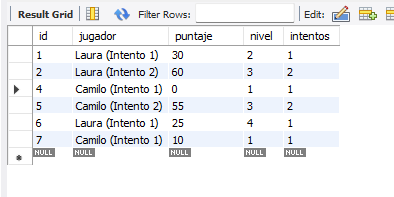 Result Grid Filter Rows: Edit:
id jugador puntaje nivel intentos
1 Laura (Intento 1) 30 2 1
2 Laura (Intento 2) 60 3 2
4 Camilo (Intento 1) 0 1 1
5 Camilo (Intento 2) 55 3 2
6 Laura (Intento 1) 25 4 1
7 Camilo (Intento 1) 10 1 1
NULL NULL NULL NULL NULL